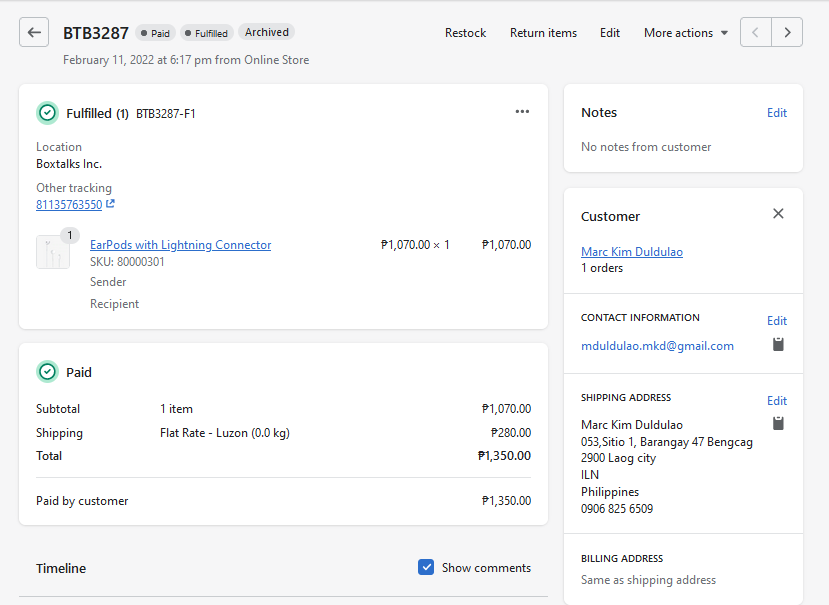 BTB3287 Paid Fulfilled Archived
Restock Return items Edit More actions
February 11, 2022 at 6:17 pm from Online Store
Fulfilled (1) BTB3287-F1
Location
Boxtalks Inc.
Other tracking
81135763550
1
EarPods with Lightning Connector ₱1,070.00 × 1 ₱1,070.00
SKU: 80000301
Sender
Recipient
Paid
Subtotal 1 item ₱1,070.00
Shipping Flat Rate - Luzon (0.0 kg) ₱280.00
Total ₱1,350.00
Paid by customer ₱1,350.00
Timeline Show comments
Notes Edit
No notes from customer
Customer
Marc Kim Duldulao
1 orders
CONTACT INFORMATION Edit
mduldulao.mkd@gmail.com
SHIPPING ADDRESS Edit
Marc Kim Duldulao
053,Sitio 1, Barangay 47 Bengcag
2900 Laog city
ILN
Philippines
0906 825 6509
BILLING ADDRESS
Same as shipping address